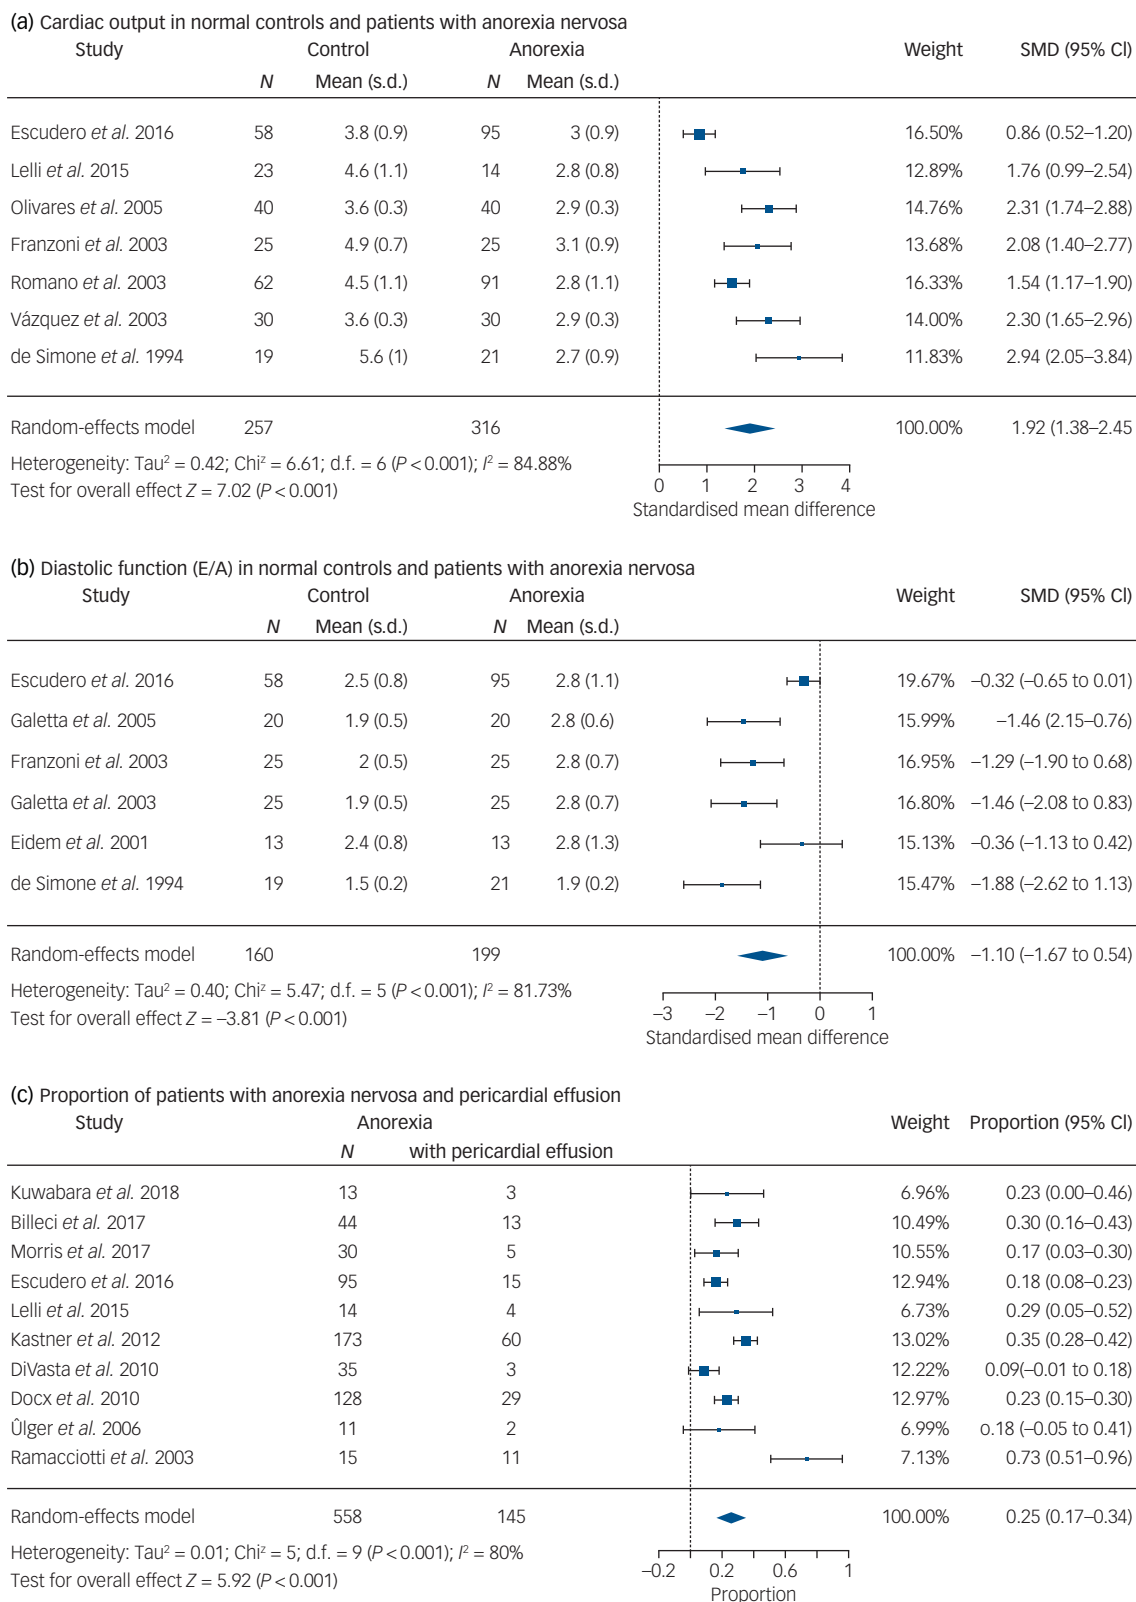 (a) Cardiac output in normal controls and patients with anorexia nervosa
Study Control Anorexia Weight SMD (95% CI)
N Mean (s.d.) N Mean (s.d.)
Escudero et al. 2016 58 3.8 (0.9) 95 3 (0.9) 16.50% 0.86 (0.52–1.20)
Lelli et al. 2015 23 4.6 (1.1) 14 2.8 (0.8) 12.89% 1.76 (0.99–2.54)
Olivares et al. 2005 40 3.6 (0.3) 40 2.9 (0.3) 14.76% 2.31 (1.74–2.88)
Franzoni et al. 2003 25 4.9 (0.7) 25 3.1 (0.9) 13.68% 2.08 (1.40–2.77)
Romano et al. 2003 62 4.5 (1.1) 91 2.8 (1.1) 16.33% 1.54 (1.17–1.90)
Vázquez et al. 2003 30 3.6 (0.3) 30 2.9 (0.3) 14.00% 2.30 (1.65–2.96)
de Simone et al. 1994 19 5.6 (1) 21 2.7 (0.9) 11.83% 2.94 (2.05–3.84)
Random-effects model 257 316 100.00% 1.92 (1.38–2.45
Heterogeneity: Tau² = 0.42; Chiᶻ = 6.61; d.f. = 6 (P < 0.001); I² = 84.88%
Test for overall effect Z = 7.02 (P < 0.001)
0 1 2 3 4
Standardised mean difference
(b) Diastolic function (E/A) in normal controls and patients with anorexia nervosa
Study Control Anorexia Weight SMD (95% CI)
N Mean (s.d.) N Mean (s.d.)
Escudero et al. 2016 58 2.5 (0.8) 95 2.8 (1.1) 19.67% –0.32 (–0.65 to 0.01)
Galetta et al. 2005 20 1.9 (0.5) 20 2.8 (0.6) 15.99% –1.46 (2.15–0.76)
Franzoni et al. 2003 25 2 (0.5) 25 2.8 (0.7) 16.95% –1.29 (–1.90 to 0.68)
Galetta et al. 2003 25 1.9 (0.5) 25 2.8 (0.7) 16.80% –1.46 (–2.08 to 0.83)
Eidem et al. 2001 13 2.4 (0.8) 13 2.8 (1.3) 15.13% –0.36 (–1.13 to 0.42)
de Simone et al. 1994 19 1.5 (0.2) 21 1.9 (0.2) 15.47% –1.88 (–2.62 to 1.13)
Random-effects model 160 199 100.00% –1.10 (–1.67 to 0.54)
Heterogeneity: Tau² = 0.40; Chiᶻ = 5.47; d.f. = 5 (P < 0.001); I² = 81.73%
Test for overall effect Z = –3.81 (P < 0.001)
–3 –2 –1 0 1
Standardised mean difference
(c) Proportion of patients with anorexia nervosa and pericardial effusion
Study Anorexia Weight Proportion (95% CI)
N with pericardial effusion
Kuwabara et al. 2018 13 3 6.96% 0.23 (0.00–0.46)
Billeci et al. 2017 44 13 10.49% 0.30 (0.16–0.43)
Morris et al. 2017 30 5 10.55% 0.17 (0.03–0.30)
Escudero et al. 2016 95 15 12.94% 0.18 (0.08–0.23)
Lelli et al. 2015 14 4 6.73% 0.29 (0.05–0.52)
Kastner et al. 2012 173 60 13.02% 0.35 (0.28–0.42)
DiVasta et al. 2010 35 3 12.22% 0.09(–0.01 to 0.18)
Docx et al. 2010 128 29 12.97% 0.23 (0.15–0.30)
Ûlger et al. 2006 11 2 6.99% o.18 (–0.05 to 0.41)
Ramacciotti et al. 2003 15 11 7.13% 0.73 (0.51–0.96)
Random-effects model 558 145 100.00% 0.25 (0.17–0.34)
Heterogeneity: Tau² = 0.01; Chiᶻ = 5; d.f. = 9 (P < 0.001); I² = 80%
Test for overall effect Z = 5.92 (P < 0.001)
–0.2 0.2 0.6 1
Proportion